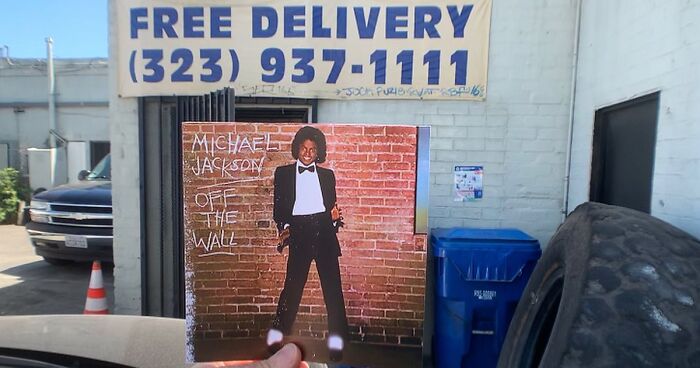 FREE DELIVERY
(323) 937-1111
MICHAEL
JACKSON
OFF
THE
WALL